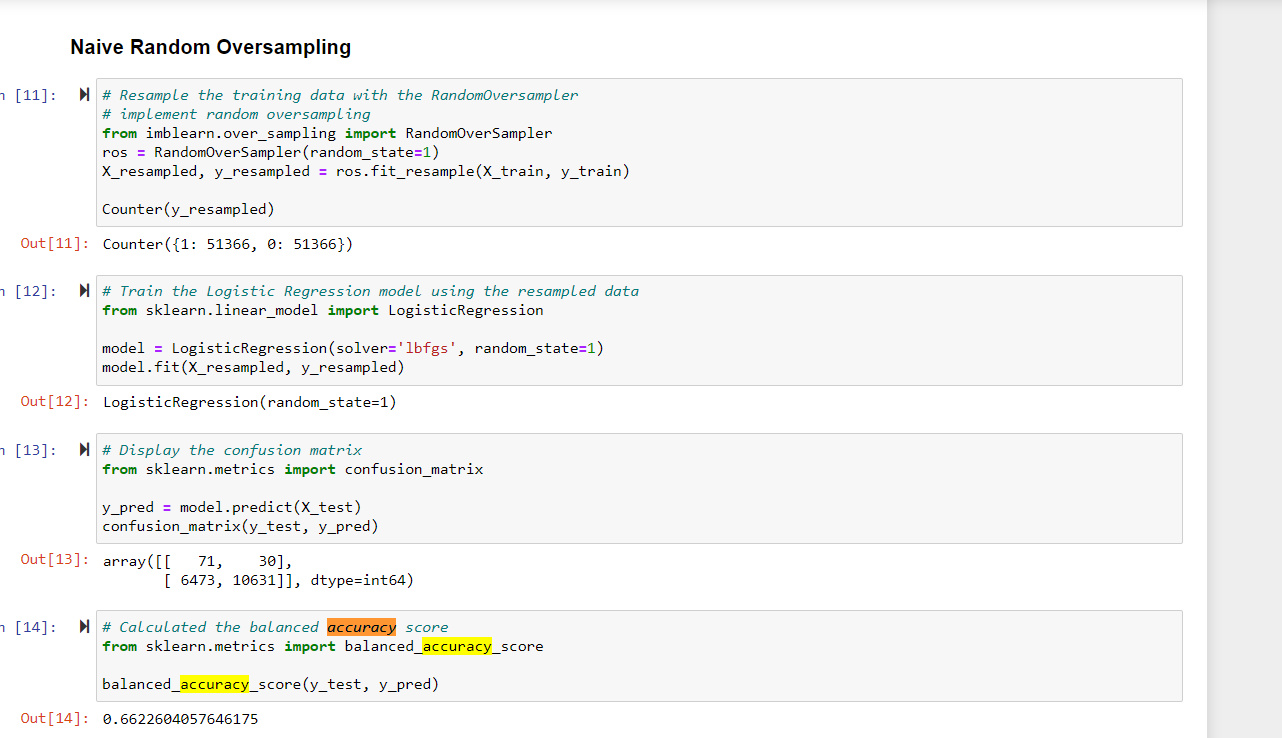 Naive Random Oversampling
n [11]:
# Resample the training data with the RandomOversampler
# implement random oversampling
from imblearn.over_sampling import RandomOverSampler
ros = RandomOverSampler(random_state=1)
X_resampled, y_resampled = ros.fit_resample(X_train, y_train)
Counter(y_resampled)
Out[11]: Counter({1: 51366, 0: 51366})
n [12]:
# Train the Logistic Regression model using the resampled data
from sklearn.linear_model import LogisticRegression
model = LogisticRegression(solver='lbfgs', random_state=1)
model.fit(X_resampled, y_resampled)
Out[12]: LogisticRegression(random_state=1)
n [13]:
# Display the confusion matrix
from sklearn.metrics import confusion_matrix
y_pred = model.predict(X_test)
confusion_matrix(y_test, y_pred)
Out[13]: array([[   71,    30],
       [ 6473, 10631]], dtype=int64)
n [14]:
# Calculated the balanced accuracy score
from sklearn.metrics import balanced_accuracy_score
balanced_accuracy_score(y_test, y_pred)
Out[14]: 0.6622604057646175